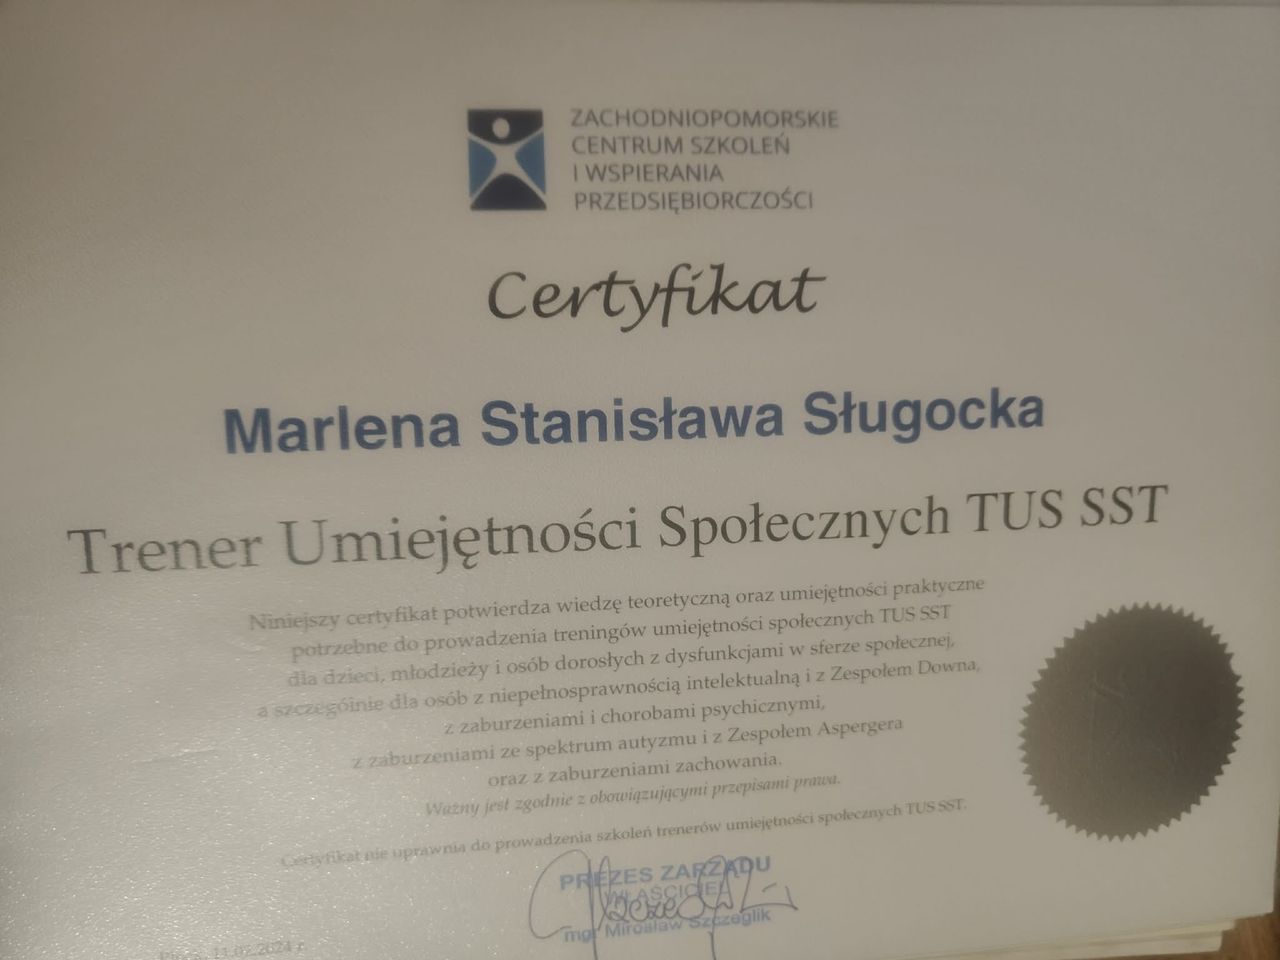 ZACHODNIOPOMORSKIE
CENTRUM SZKOLEŃ
I WSPIERANIA
PRZEDSIĘBIORCZOŚCI
Certyfikat
Marlena Stanisława Sługocka
Trener Umiejętności Społecznych TUS SST
Niniejszy certyfikat potwierdza wiedzę teoretyczną oraz umiejętności praktyczne
potrzebne do prowadzenia treningów umiejętności społecznych TUS SST
dla dzieci, młodzieży i osób dorosłych z dysfunkcjami w sferze społecznej,
a szczególnie dla osób z niepełnosprawnością intelektualną i z Zespołem Downa,
z zaburzeniami i chorobami psychicznymi,
z zaburzeniami ze spektrum autyzmu i z Zespołem Aspergera
oraz z zaburzeniami zachowania.
Ważny jest zgodnie z obowiązującymi przepisami prawa.
Certyfikat nie uprawnia do prowadzenia szkoleń trenerów umiejętności społecznych TUS SST.
PREZES ZARZĄDU
WŁAŚCICIEL
mgr Mirosław Szczeglik
2024 r.